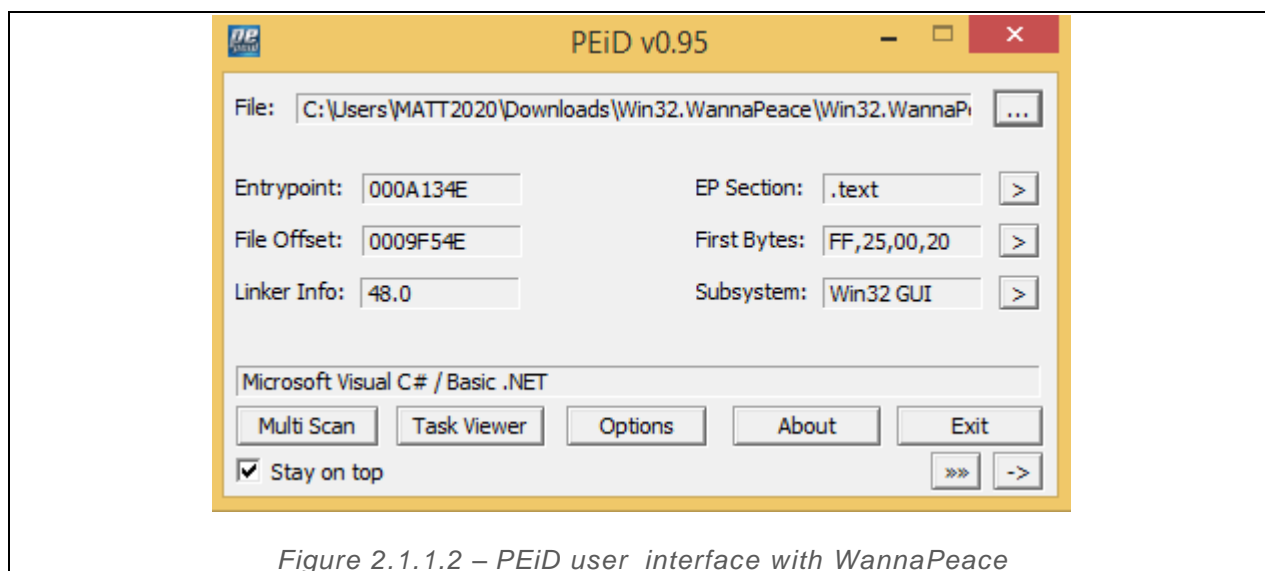 PEiD v0.95
File: C:\Users\MATT2020\Downloads\Win32.WannaPeace\Win32.WannaP ...
Entrypoint: 000A134E EP Section: .text >
File Offset: 0009F54E First Bytes: FF,25,00,20 >
Linker Info: 48.0 Subsystem: Win32 GUI >
Microsoft Visual C# / Basic .NET
Multi Scan Task Viewer Options About Exit
Stay on top »» ->
Figure 2.1.1.2 – PEiD user interface with WannaPeace